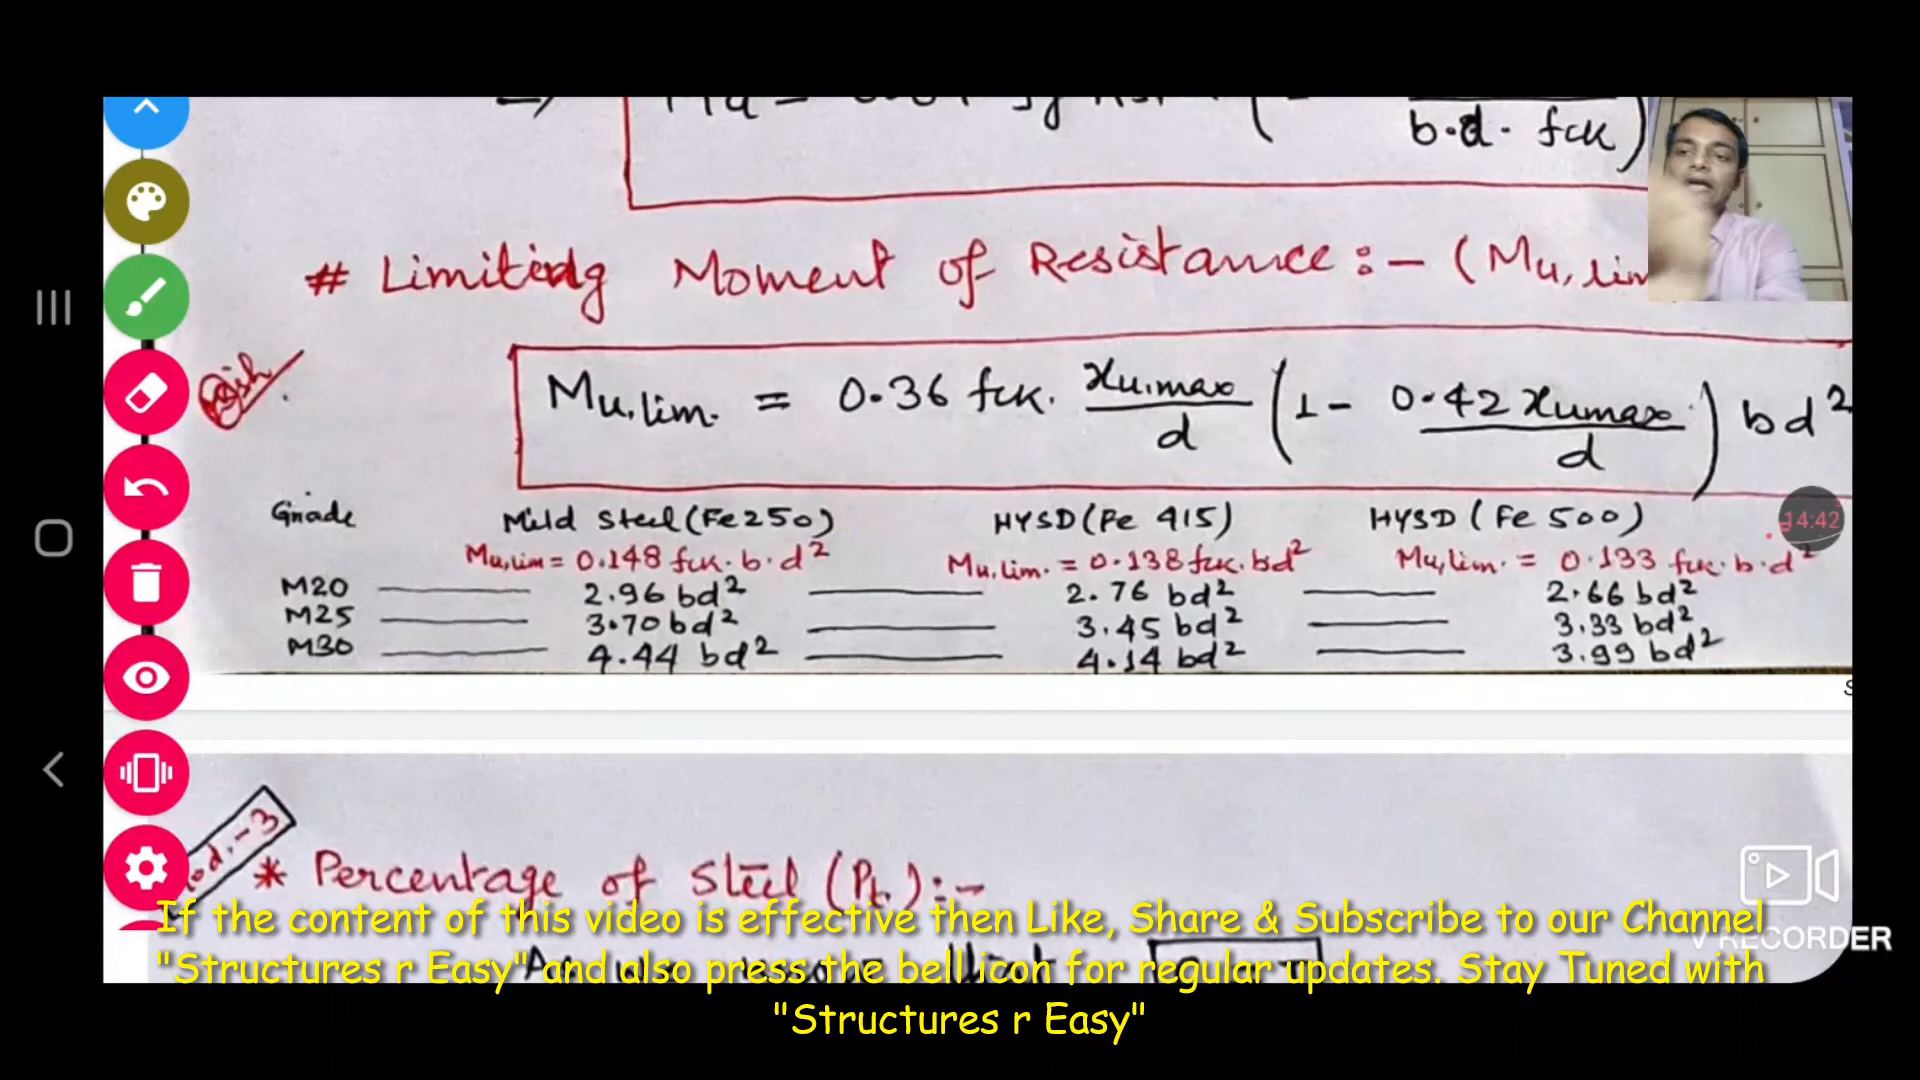 b.d. fck)
# Limiting Moment of Resistance :- (Mu,lim
Mu.lim. = 0.36 fck. xu.max/d (1 - 0.42 xumax/d) bd²
Grade Mild Steel (Fe250) HYSD (Fe 415) HYSD (Fe 500)
14:42
Mu,lim = 0.148 fck. b.d² Mu.lim. = 0.138 fck.bd² Mu,lim. = 0.133 fck.b.d²
M20 2.96 bd² 2.76 bd² 2.66 bd²
M25 3.70 bd² 3.45 bd² 3.33 bd²
M30 4.44 bd² 4.14 bd² 3.99 bd²
* Percentage of Steel (Pt.):-
If the content of this video is effective then Like, Share & Subscribe to our Channel
V RECORDER
"Structures r Easy" and also press the bell icon for regular updates. Stay Tuned with
"Structures r Easy"